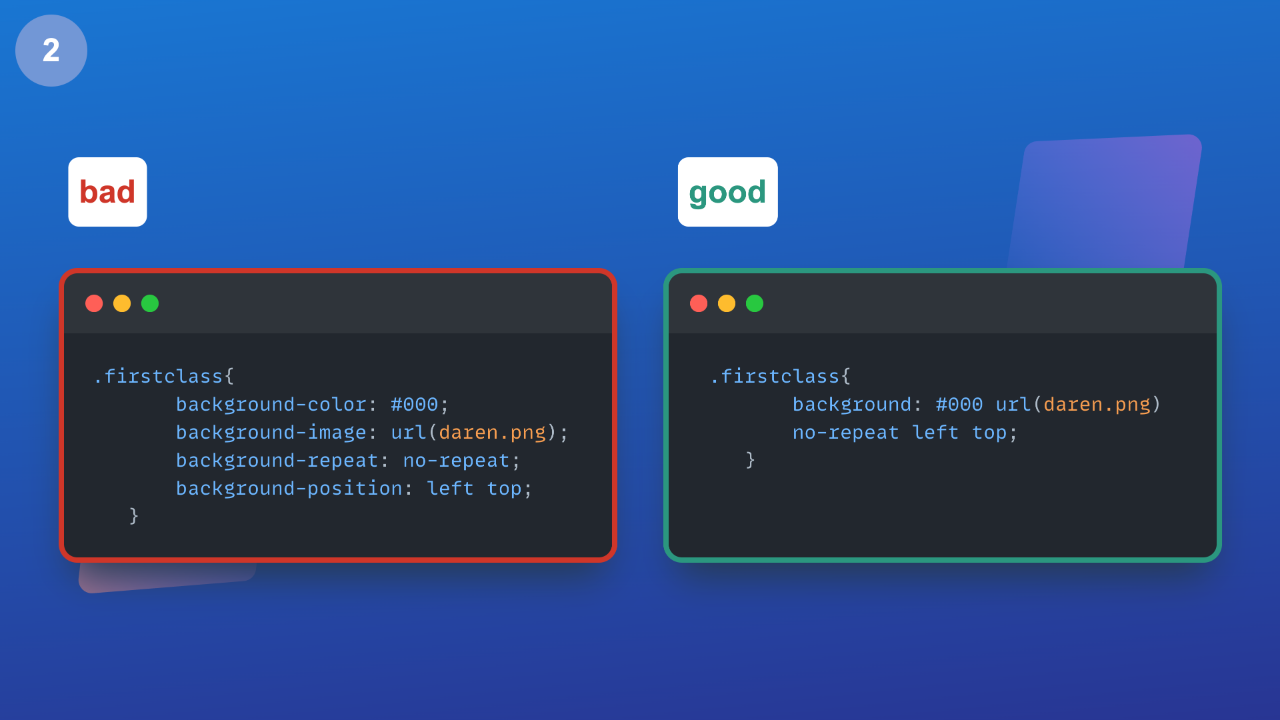 2
bad
good
.firstclass{
background-color: #000;
background-image: url(daren.png);
background-repeat: no-repeat;
background-position: left top;
}
.firstclass{
background: #000 url(daren.png)
no-repeat left top;
}